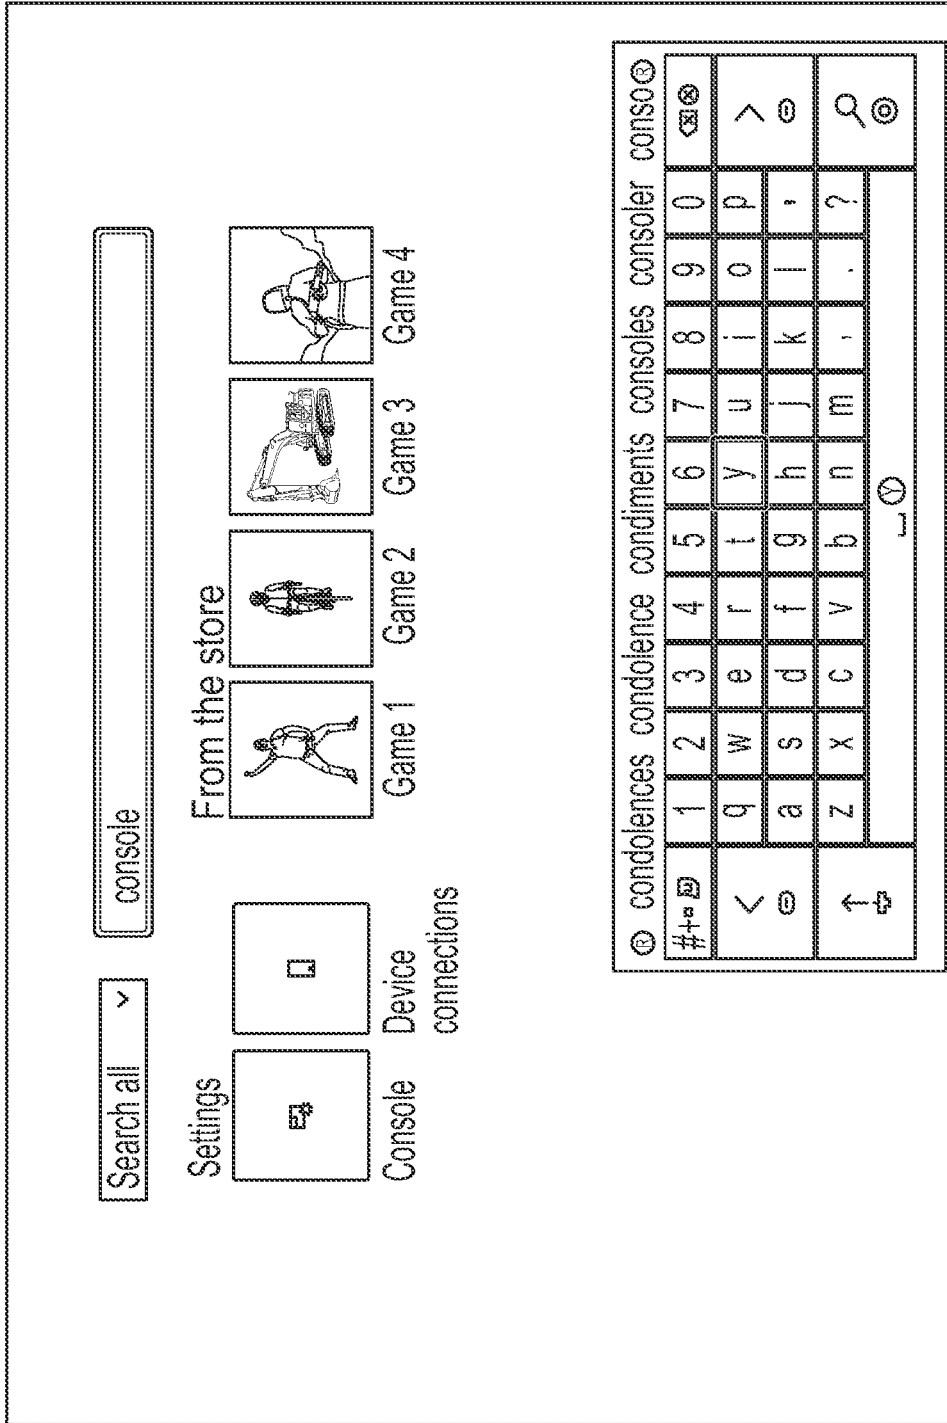 Search all console
Settings From the store
Console Device connections Game 1 Game 2 Game 3 Game 4
® condolences condolence condiments consoles consoler conso®
#+¤ 1 2 3 4 5 6 7 8 9 0
q w e r t y u i o p
a s d f g h j k l '
z x c v b n m , . ?
Ⓨ